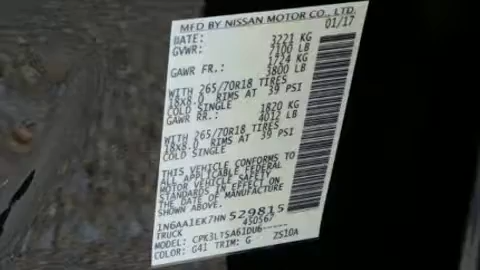 MFD BY NISSAN MOTOR CO., LTD.
DATE: 01/17
GVWR: 3221 KG
7100 LB
GAWR FR.: 1724 KG
3800 LB
WITH 265/70R18 TIRES
18X8.0 RIMS AT 39 PSI
COLD SINGLE
GAWR RR.: 1820 KG
4012 LB
WITH 265/70R18 TIRES
18X8.0 RIMS AT 39 PSI
COLD SINGLE
THIS VEHICLE CONFORMS TO
ALL APPLICABLE FEDERAL
MOTOR VEHICLE SAFETY
STANDARDS IN EFFECT ON
THE DATE OF MANUFACTURE
SHOWN ABOVE.
1N6AA1EK7HN 529815
TRUCK
MODEL:
COLOR: G41 TRIM: G